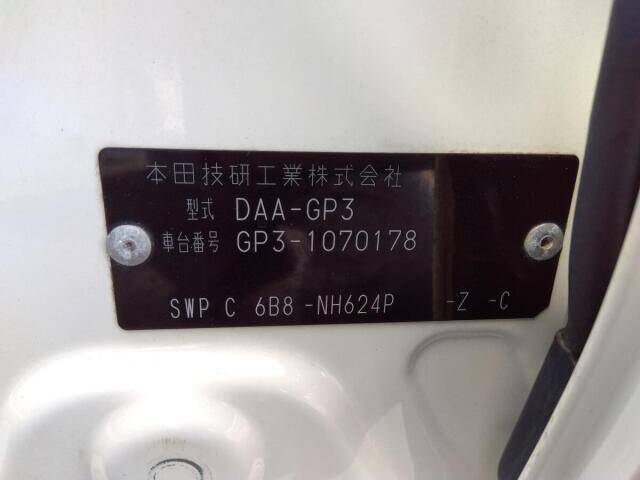 本田技研工業株式会社
型式 DAA-GP3
車台番号 GP3-1070178
SWP C 6B8 -NH624P -Z -C